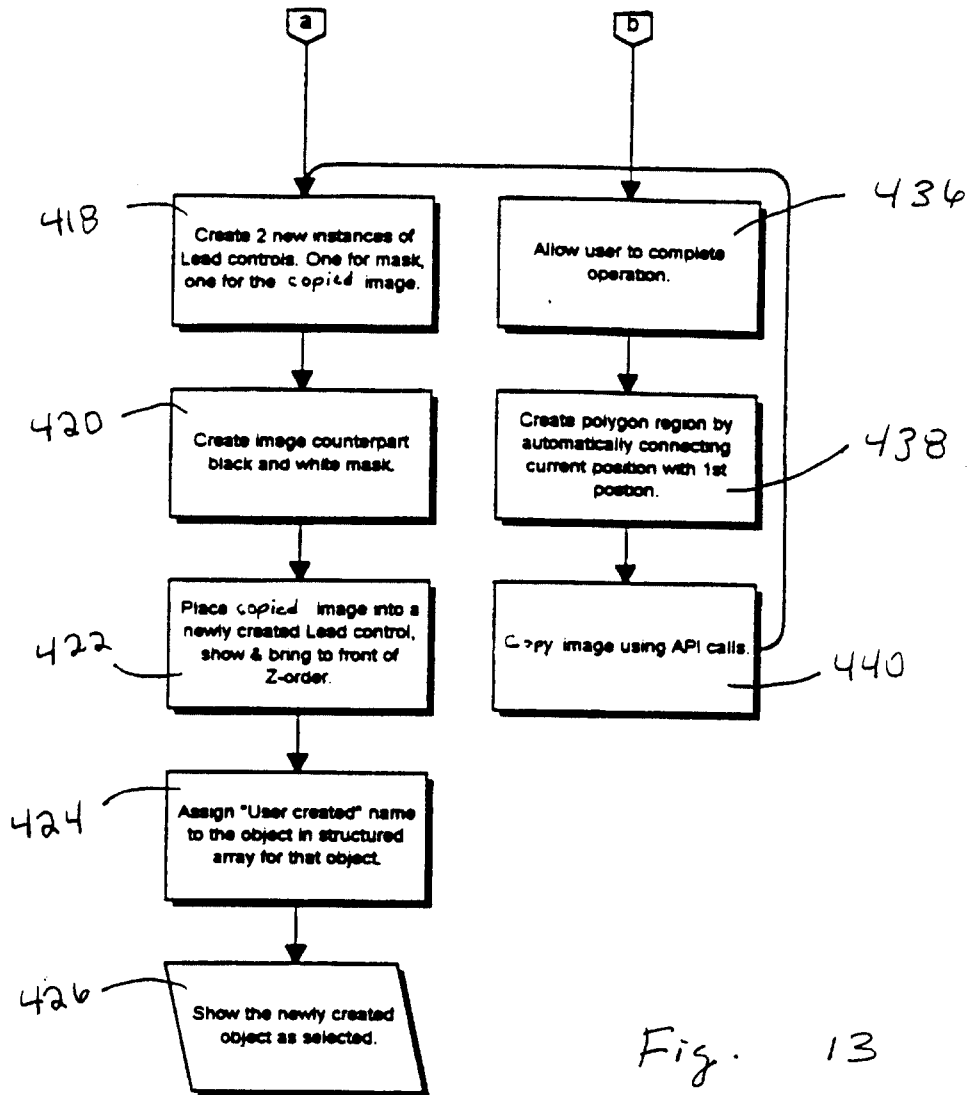 a
b
418
Create 2 new instances of
Lead controls. One for mask,
one for the copied image.
436
Allow user to complete
operation.
420
Create image counterpart
black and white mask.
Create polygon region by
automatically connecting
current position with 1st
postion.
438
422
Place copied image into a
newly created Lead control,
show & bring to front of
Z-order.
Copy image using API calls.
440
424
Assign "User created" name
to the object in structured
array for that object.
426
Show the newly created
object as selected.
Fig. 13